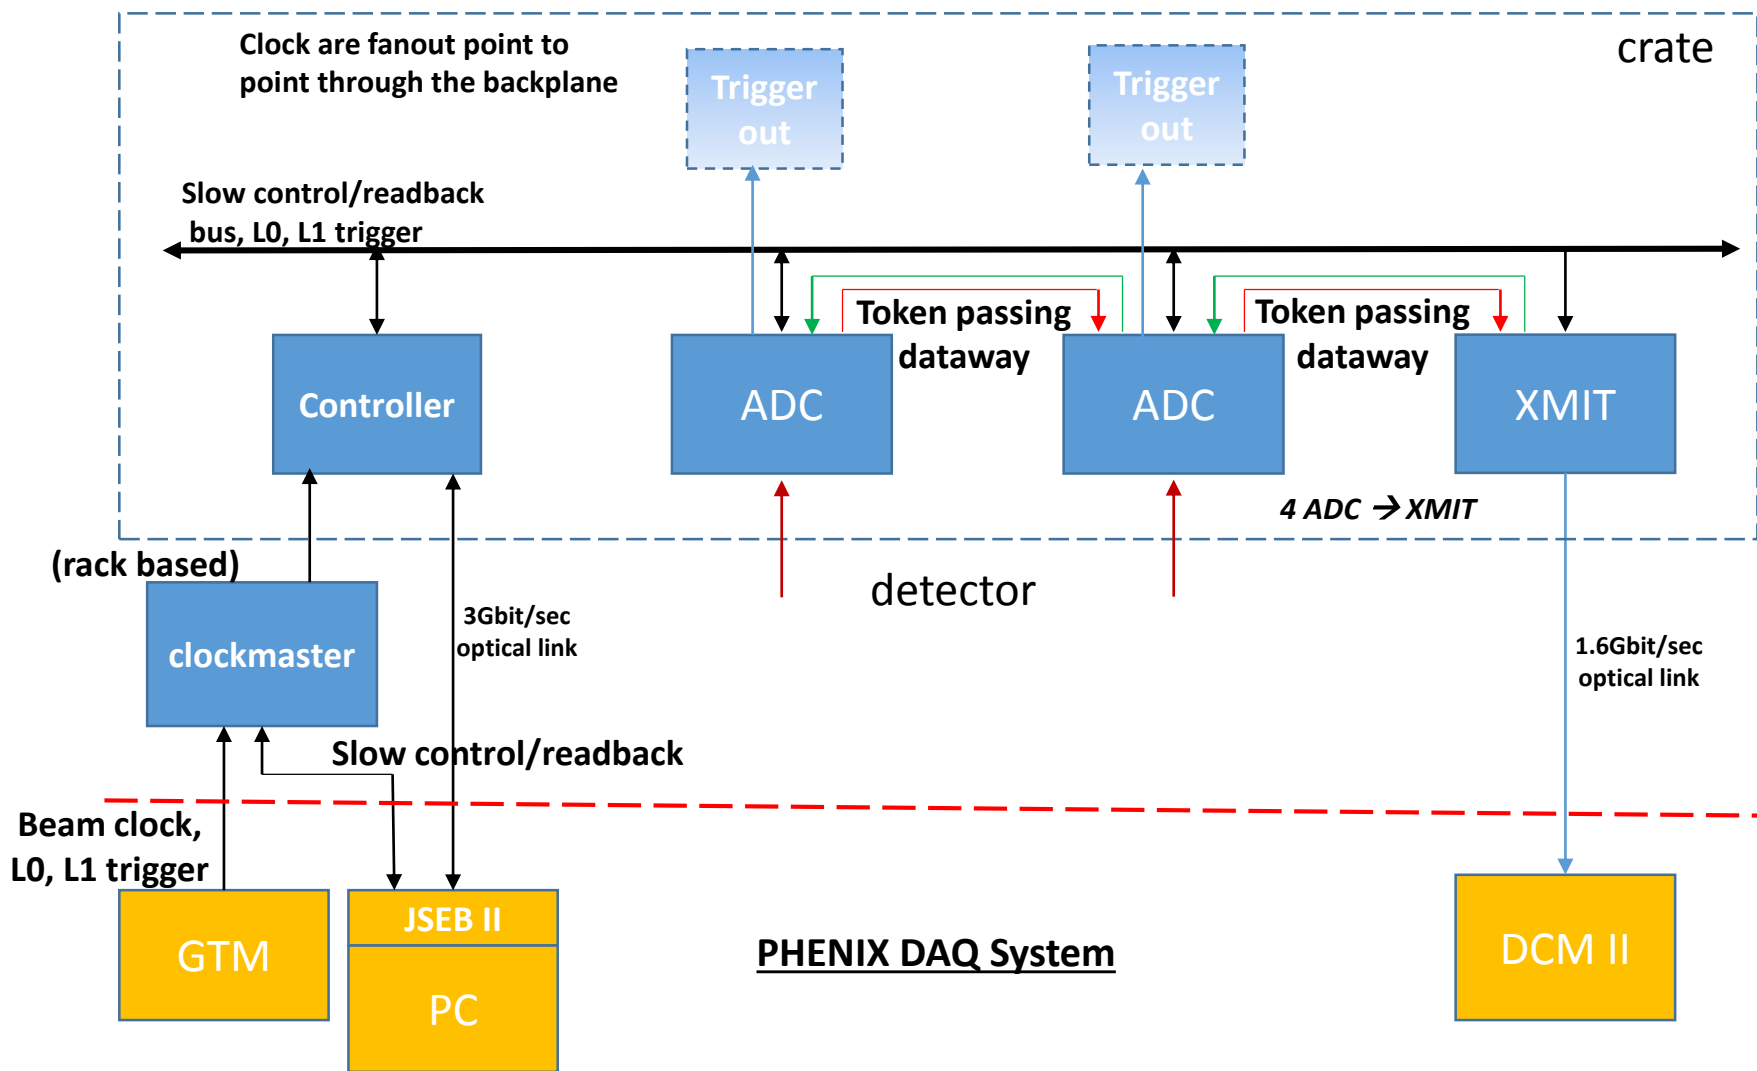 Clock are fanout point to
point through the backplane
crate
Trigger
out
Trigger
out
Slow control/readback
bus, L0, L1 trigger
Token passing
dataway
Token passing
dataway
Controller
ADC
ADC
XMIT
4 ADC → XMIT
(rack based)
detector
clockmaster
3Gbit/sec
optical link
1.6Gbit/sec
optical link
Slow control/readback
Beam clock,
L0, L1 trigger
GTM
JSEB II
PC
PHENIX DAQ System
DCM II